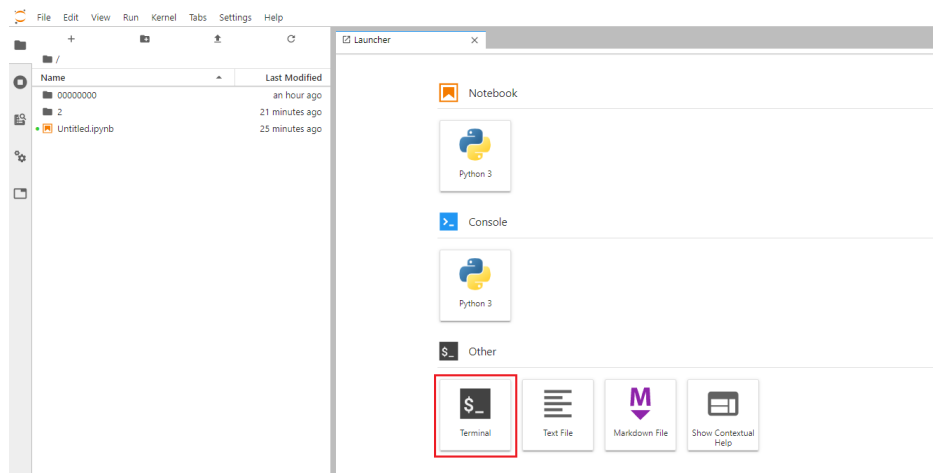 File Edit View Run Kernel Tabs Settings Help
Launcher
/
Name Last Modified
00000000 an hour ago
2 21 minutes ago
Untitled.ipynb 25 minutes ago
Notebook
Python 3
>_ Console
Python 3
$_ Other
$_
M
Terminal Text File Markdown File Show Contextual
Help